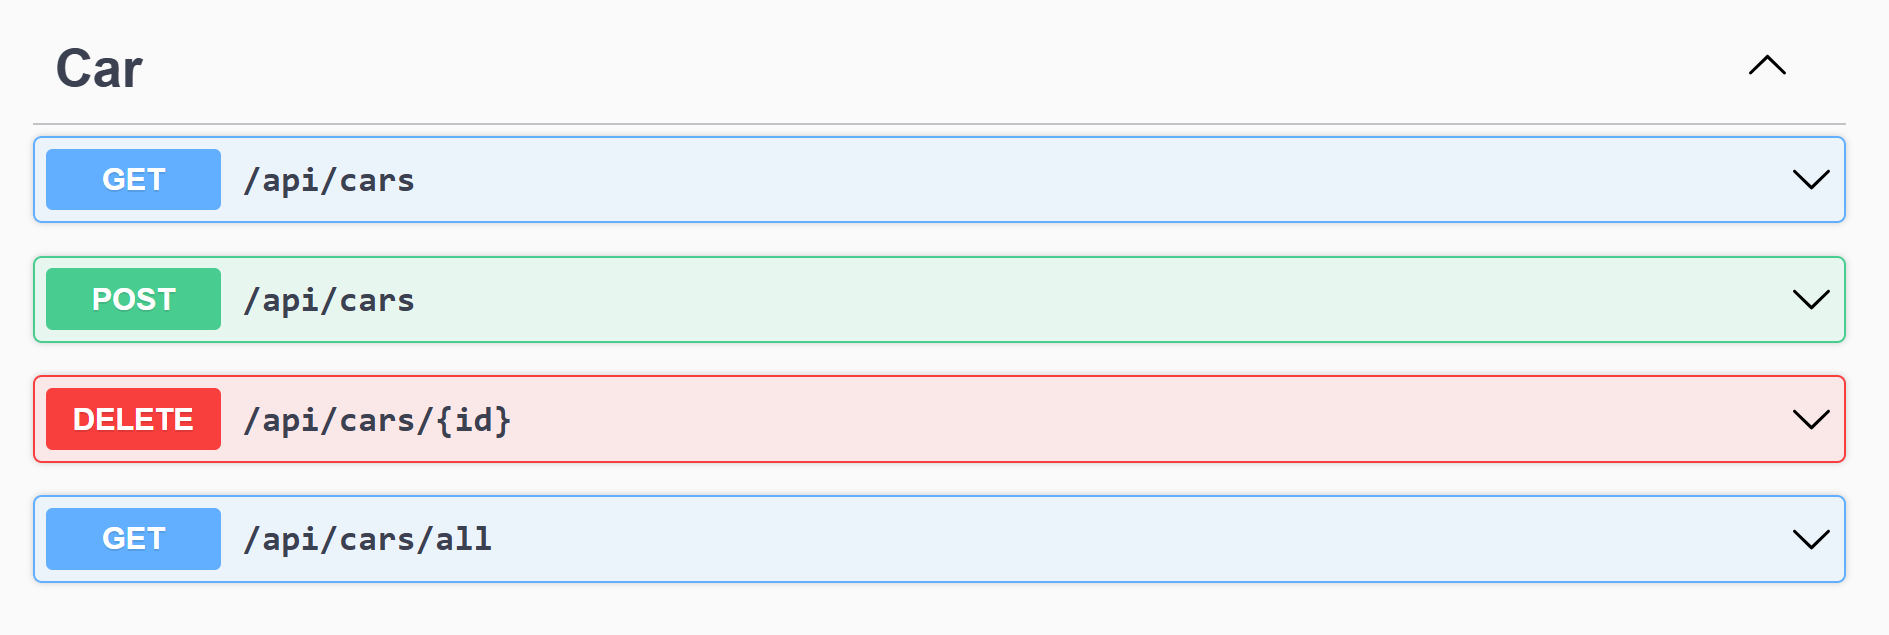 Car
GET /api/cars
POST /api/cars
DELETE /api/cars/{id}
GET /api/cars/all